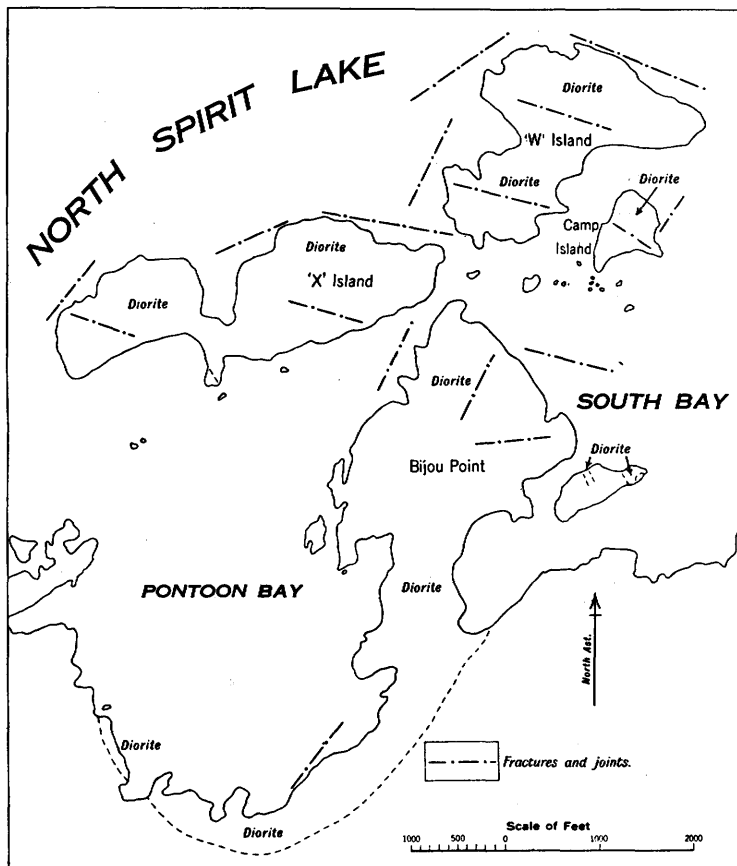 NORTH SPIRIT LAKE
Diorite
'W' Island
Diorite
Diorite
Camp
Island
Diorite
'X' Island
Diorite
Diorite
SOUTH BAY
Diorite
Bijou Point
PONTOON BAY
Diorite
North Ast.
Diorite
Fractures and joints.
Diorite
Scale of Feet
1000 500 0 1000 2000